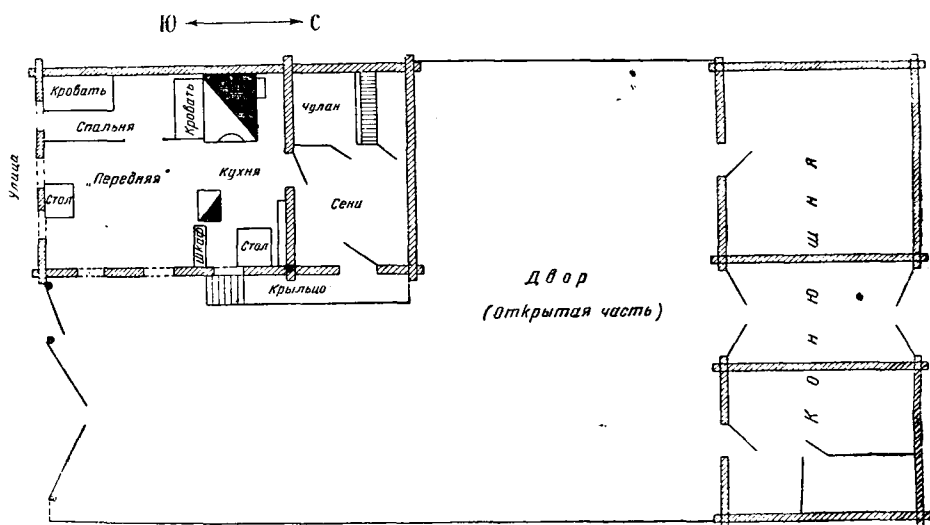 Ю С
Кровать
Спальня
Кровать
Чулан
Улица
„Передняя“
Кухня
Стол
Сени
Шкаф
Стол
Крыльцо
Двор
(Открытая часть)
Конюшня